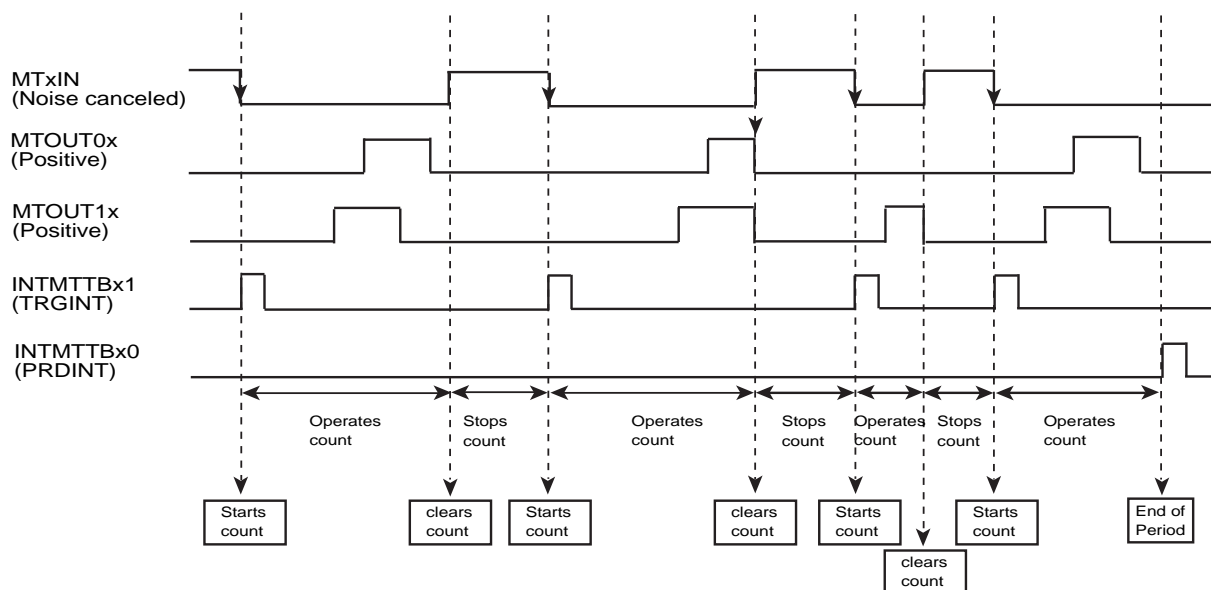 MTxIN
(Noise canceled)
MTOUT0x
(Positive)
MTOUT1x
(Positive)
INTMTTBx1
(TRGINT)
INTMTTBx0
(PRDINT)
Operates
count
Stops
count
Operates
count
Stops
count
Operates
count
Stops
count
Operates
count
Starts
count
clears
count
Starts
count
clears
count
Starts
count
clears
count
Starts
count
End of
Period